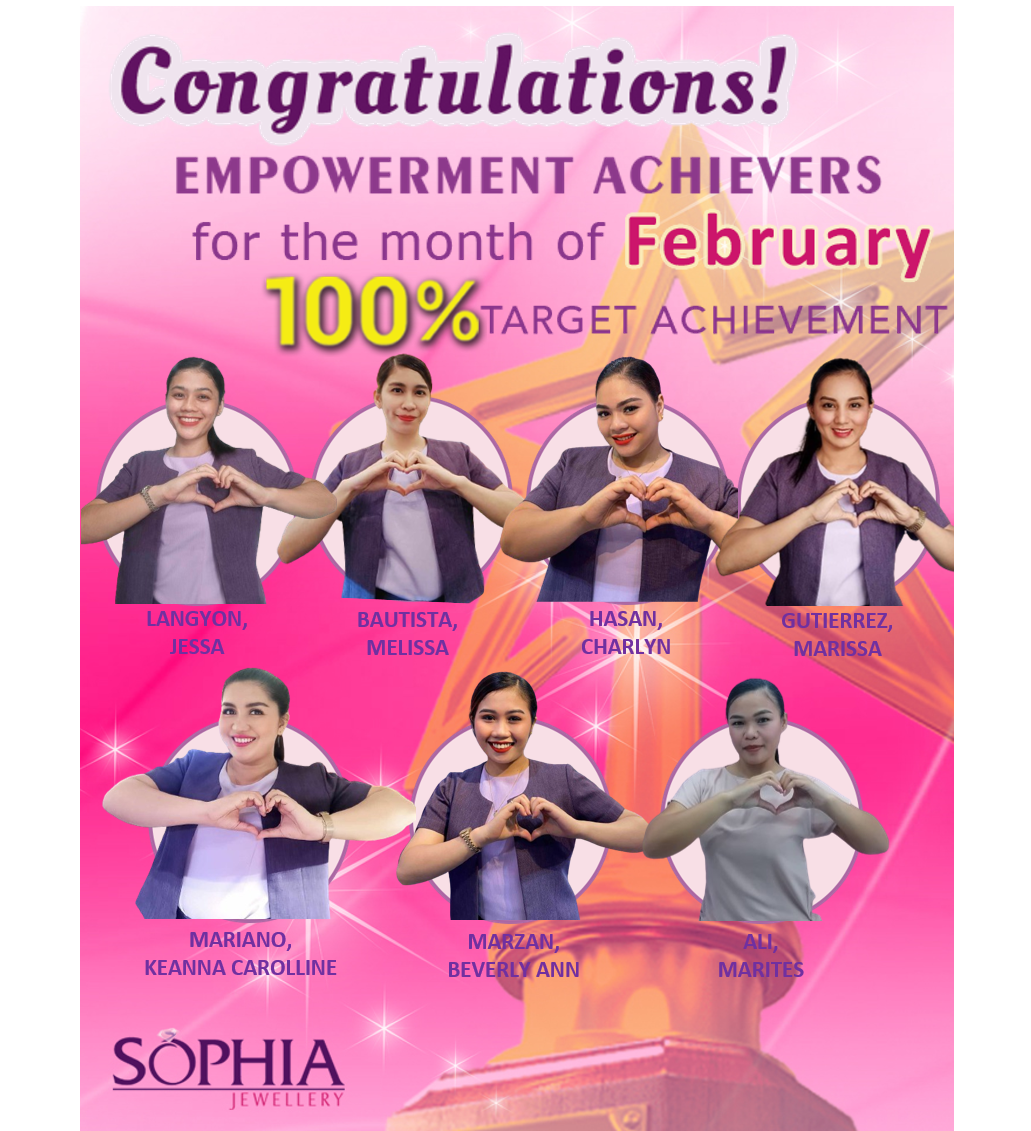 Congratulations!
EMPOWERMENT ACHIEVERS
for the month of February
100% TARGET ACHIEVEMENT
LANGYON,
JESSA
BAUTISTA,
MELISSA
HASAN,
CHARLYN
GUTIERREZ,
MARISSA
MARIANO,
KEANNA CAROLLINE
MARZAN,
BEVERLY ANN
ALI,
MARITES
SOPHIA
JEWELLERY